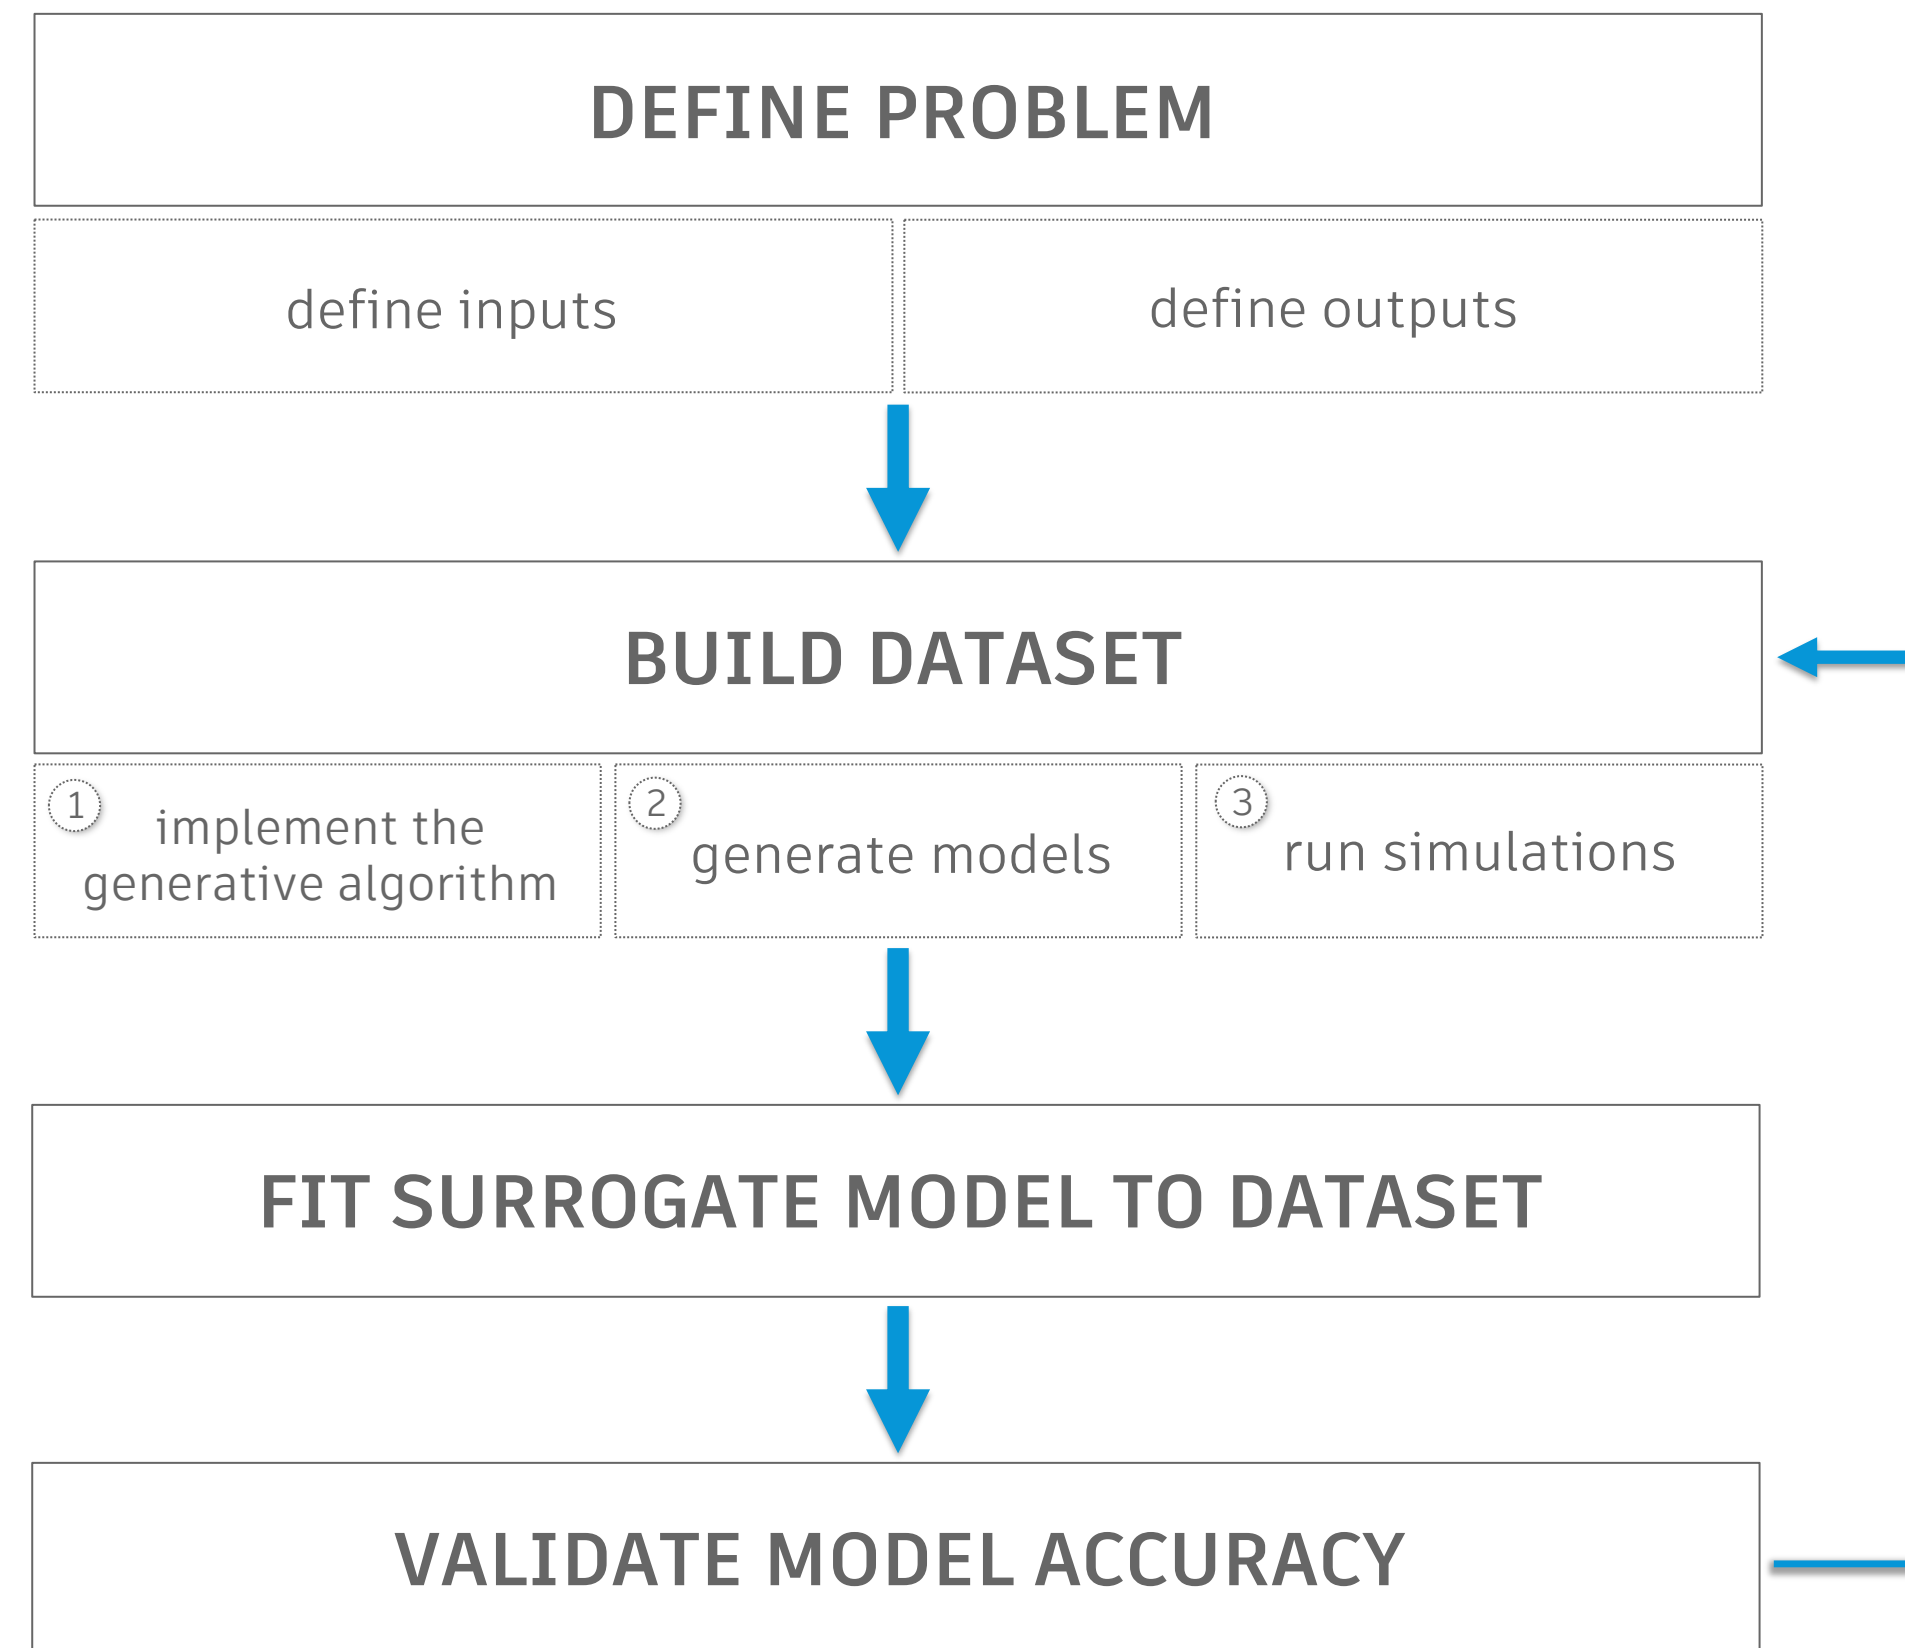 DEFINE PROBLEM
define inputs
define outputs
BUILD DATASET
1
implement the
generative algorithm
2
generate models
3
run simulations
FIT SURROGATE MODEL TO DATASET
VALIDATE MODEL ACCURACY